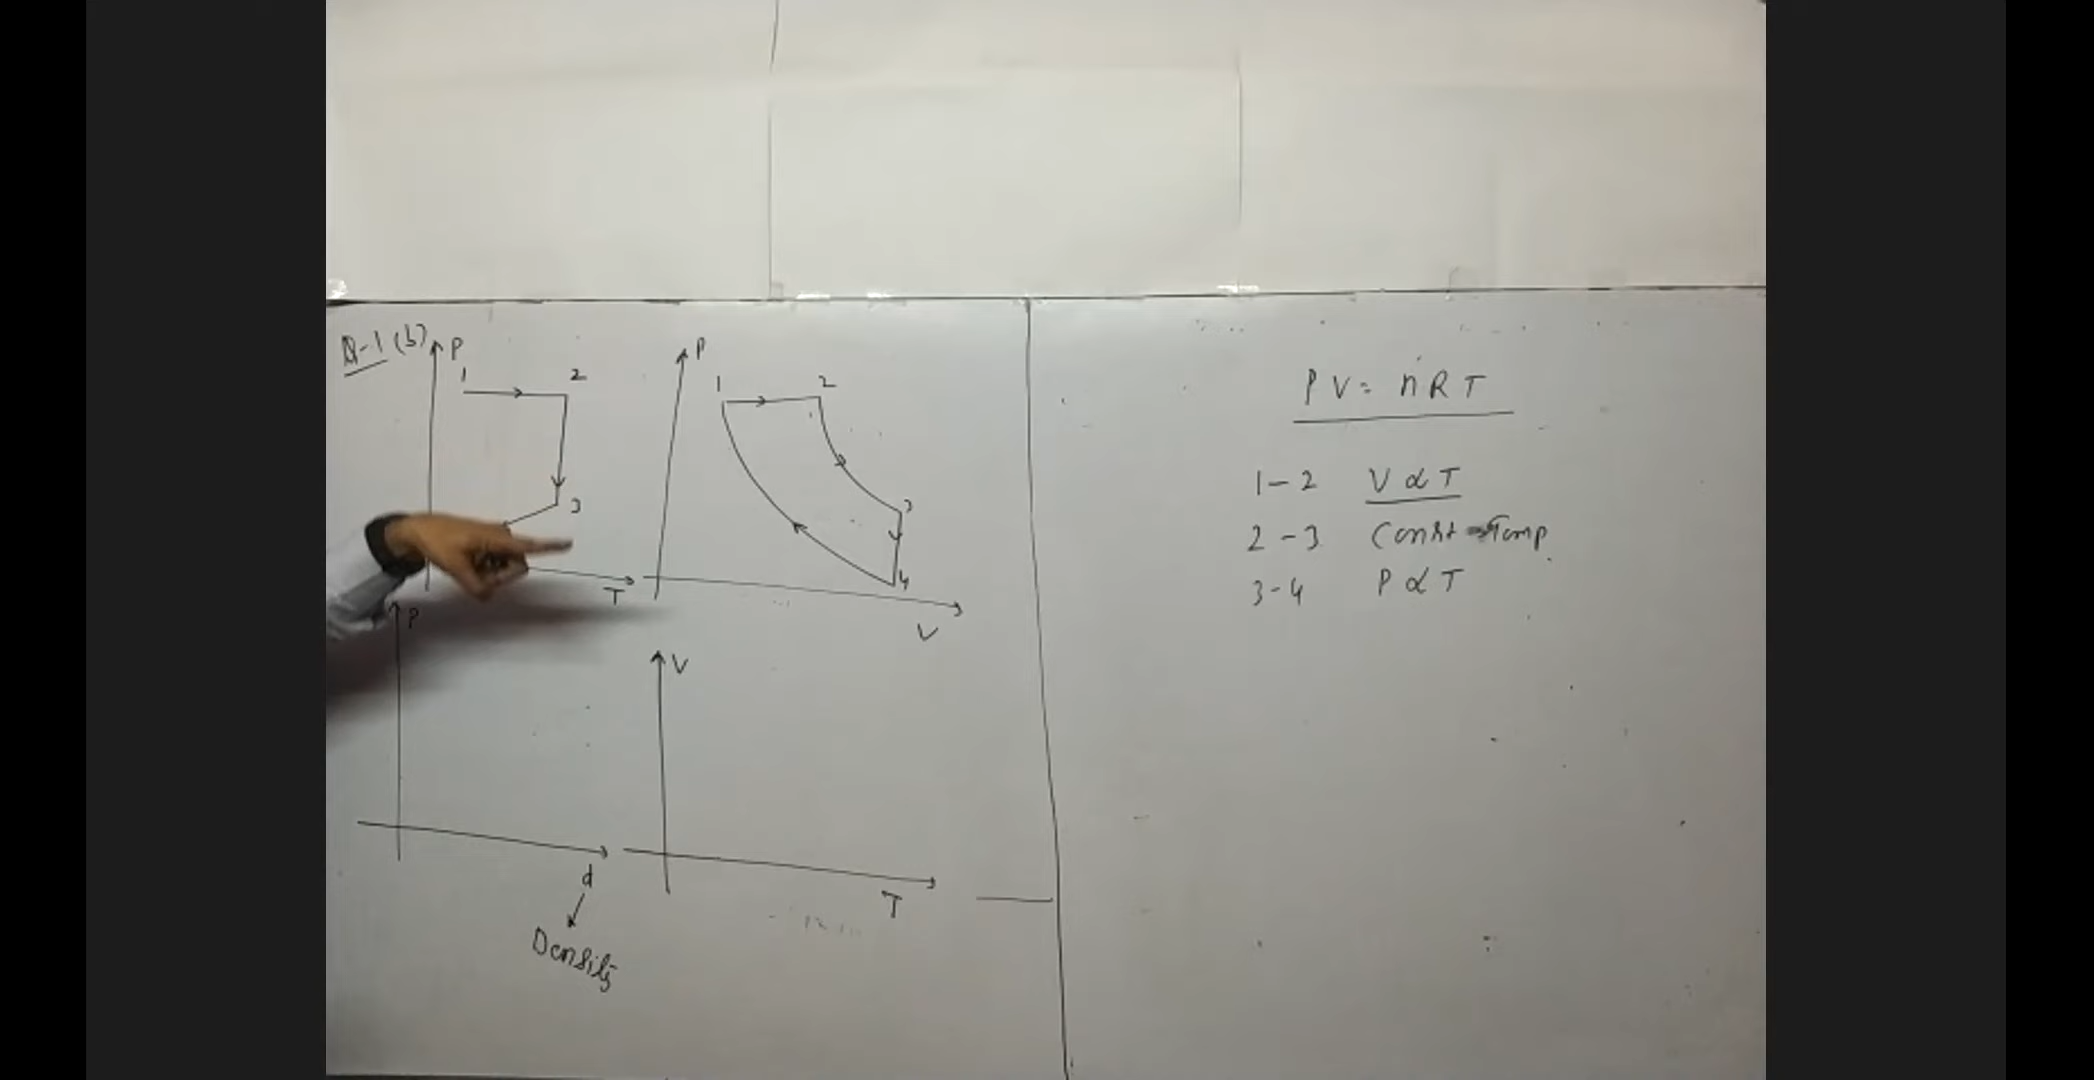 Q-1 (b)
P
1
2
3
T
P
1
2
3
4
V
P
d
Density
V
T
PV = nRT
1-2 V ∝ T
2-3 Const Temp.
3-4 P ∝ T